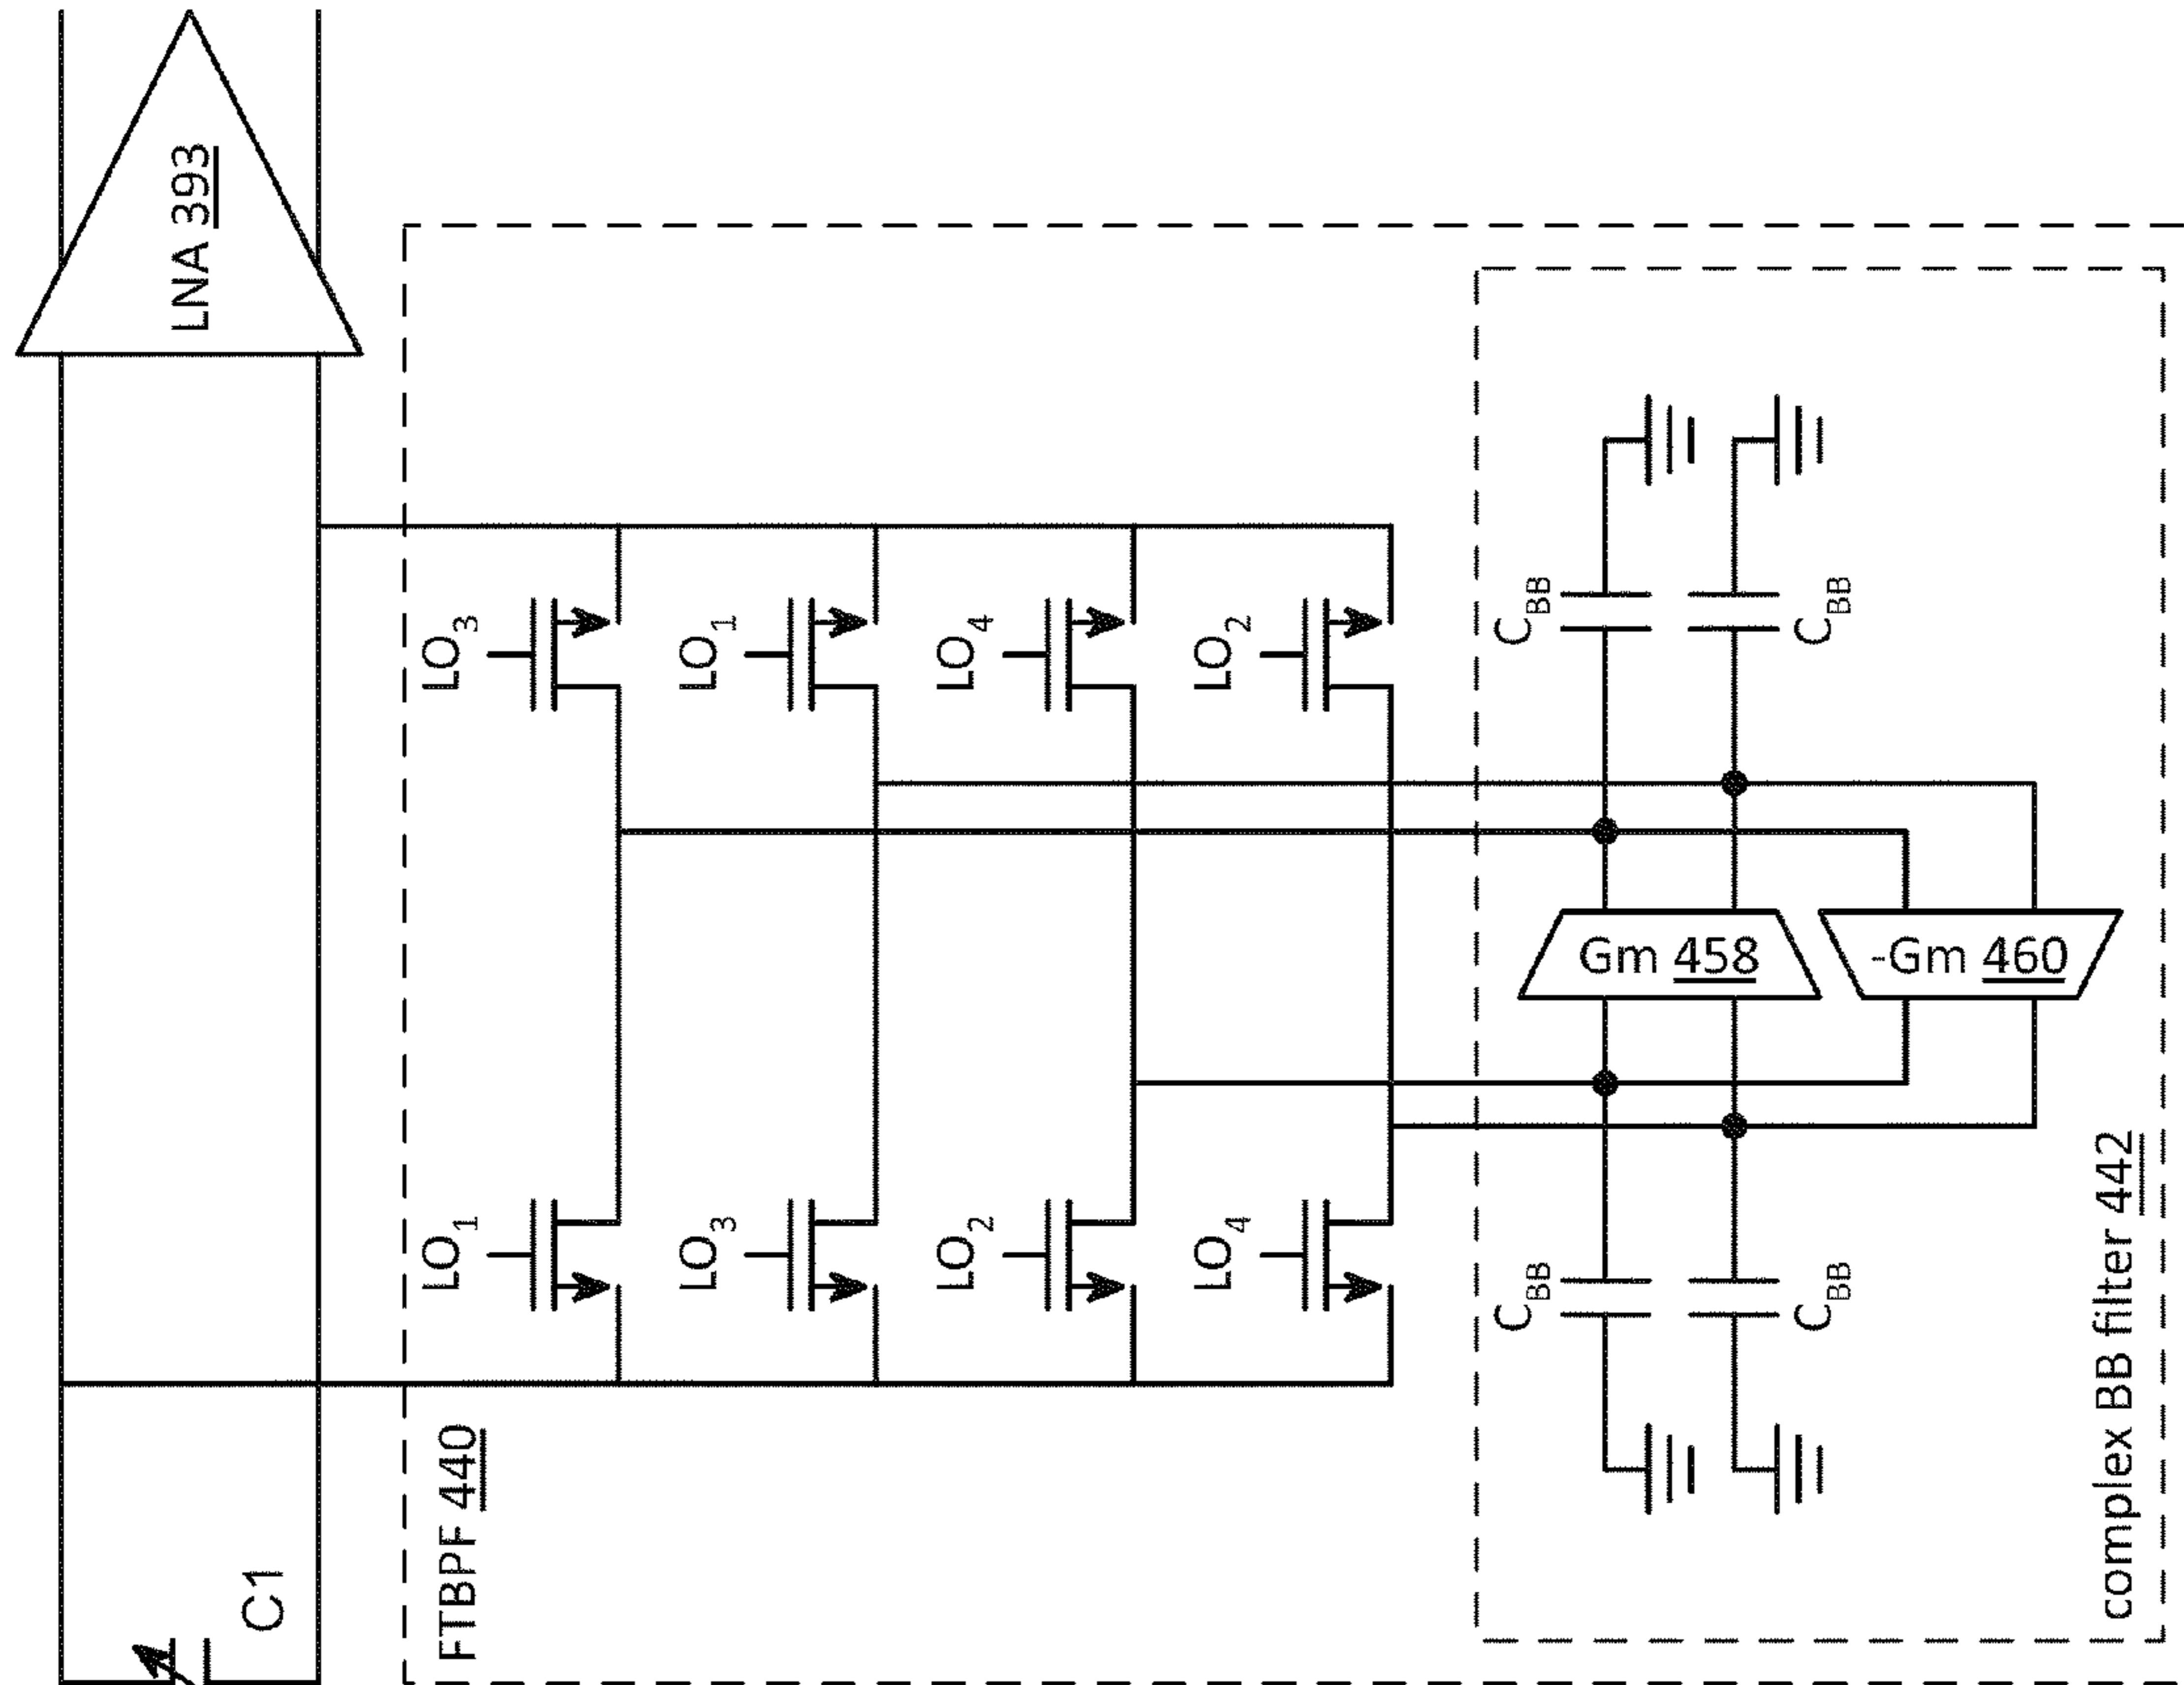 LNA 393
C1
FTBPF 440
LO3
LO1
LO4
LO2
LO1
LO3
LO2
LO4
CBB
CBB
Gm 458
-Gm 460
CBB
CBB
complex BB filter 442